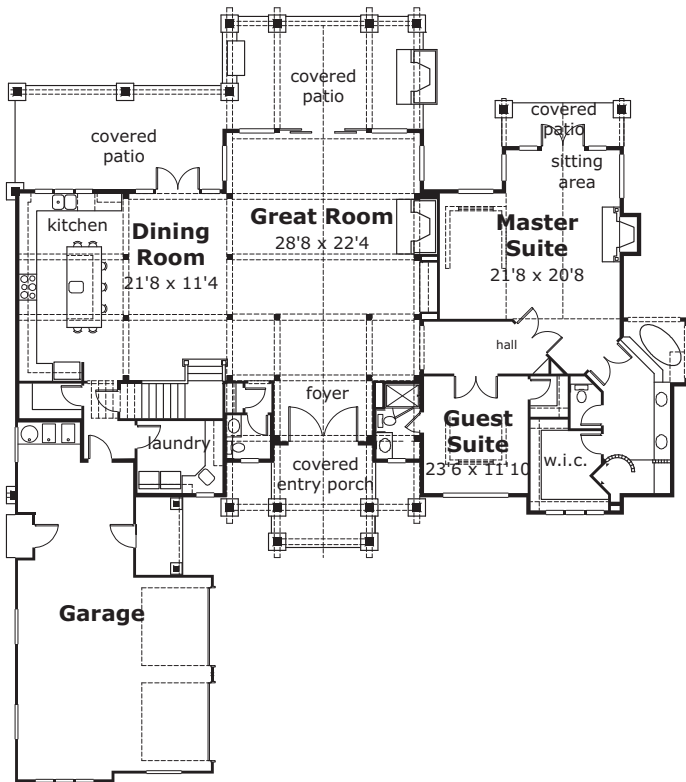 covered
patio
covered
patio
covered
patio
sitting
area
kitchen
Dining
Room
21'8 x 11'4
Great Room
28'8 x 22'4
Master
Suite
21'8 x 20'8
hall
foyer
Guest
Suite
23'6 x 11'10
w.i.c.
laundry
covered
entry porch
Garage